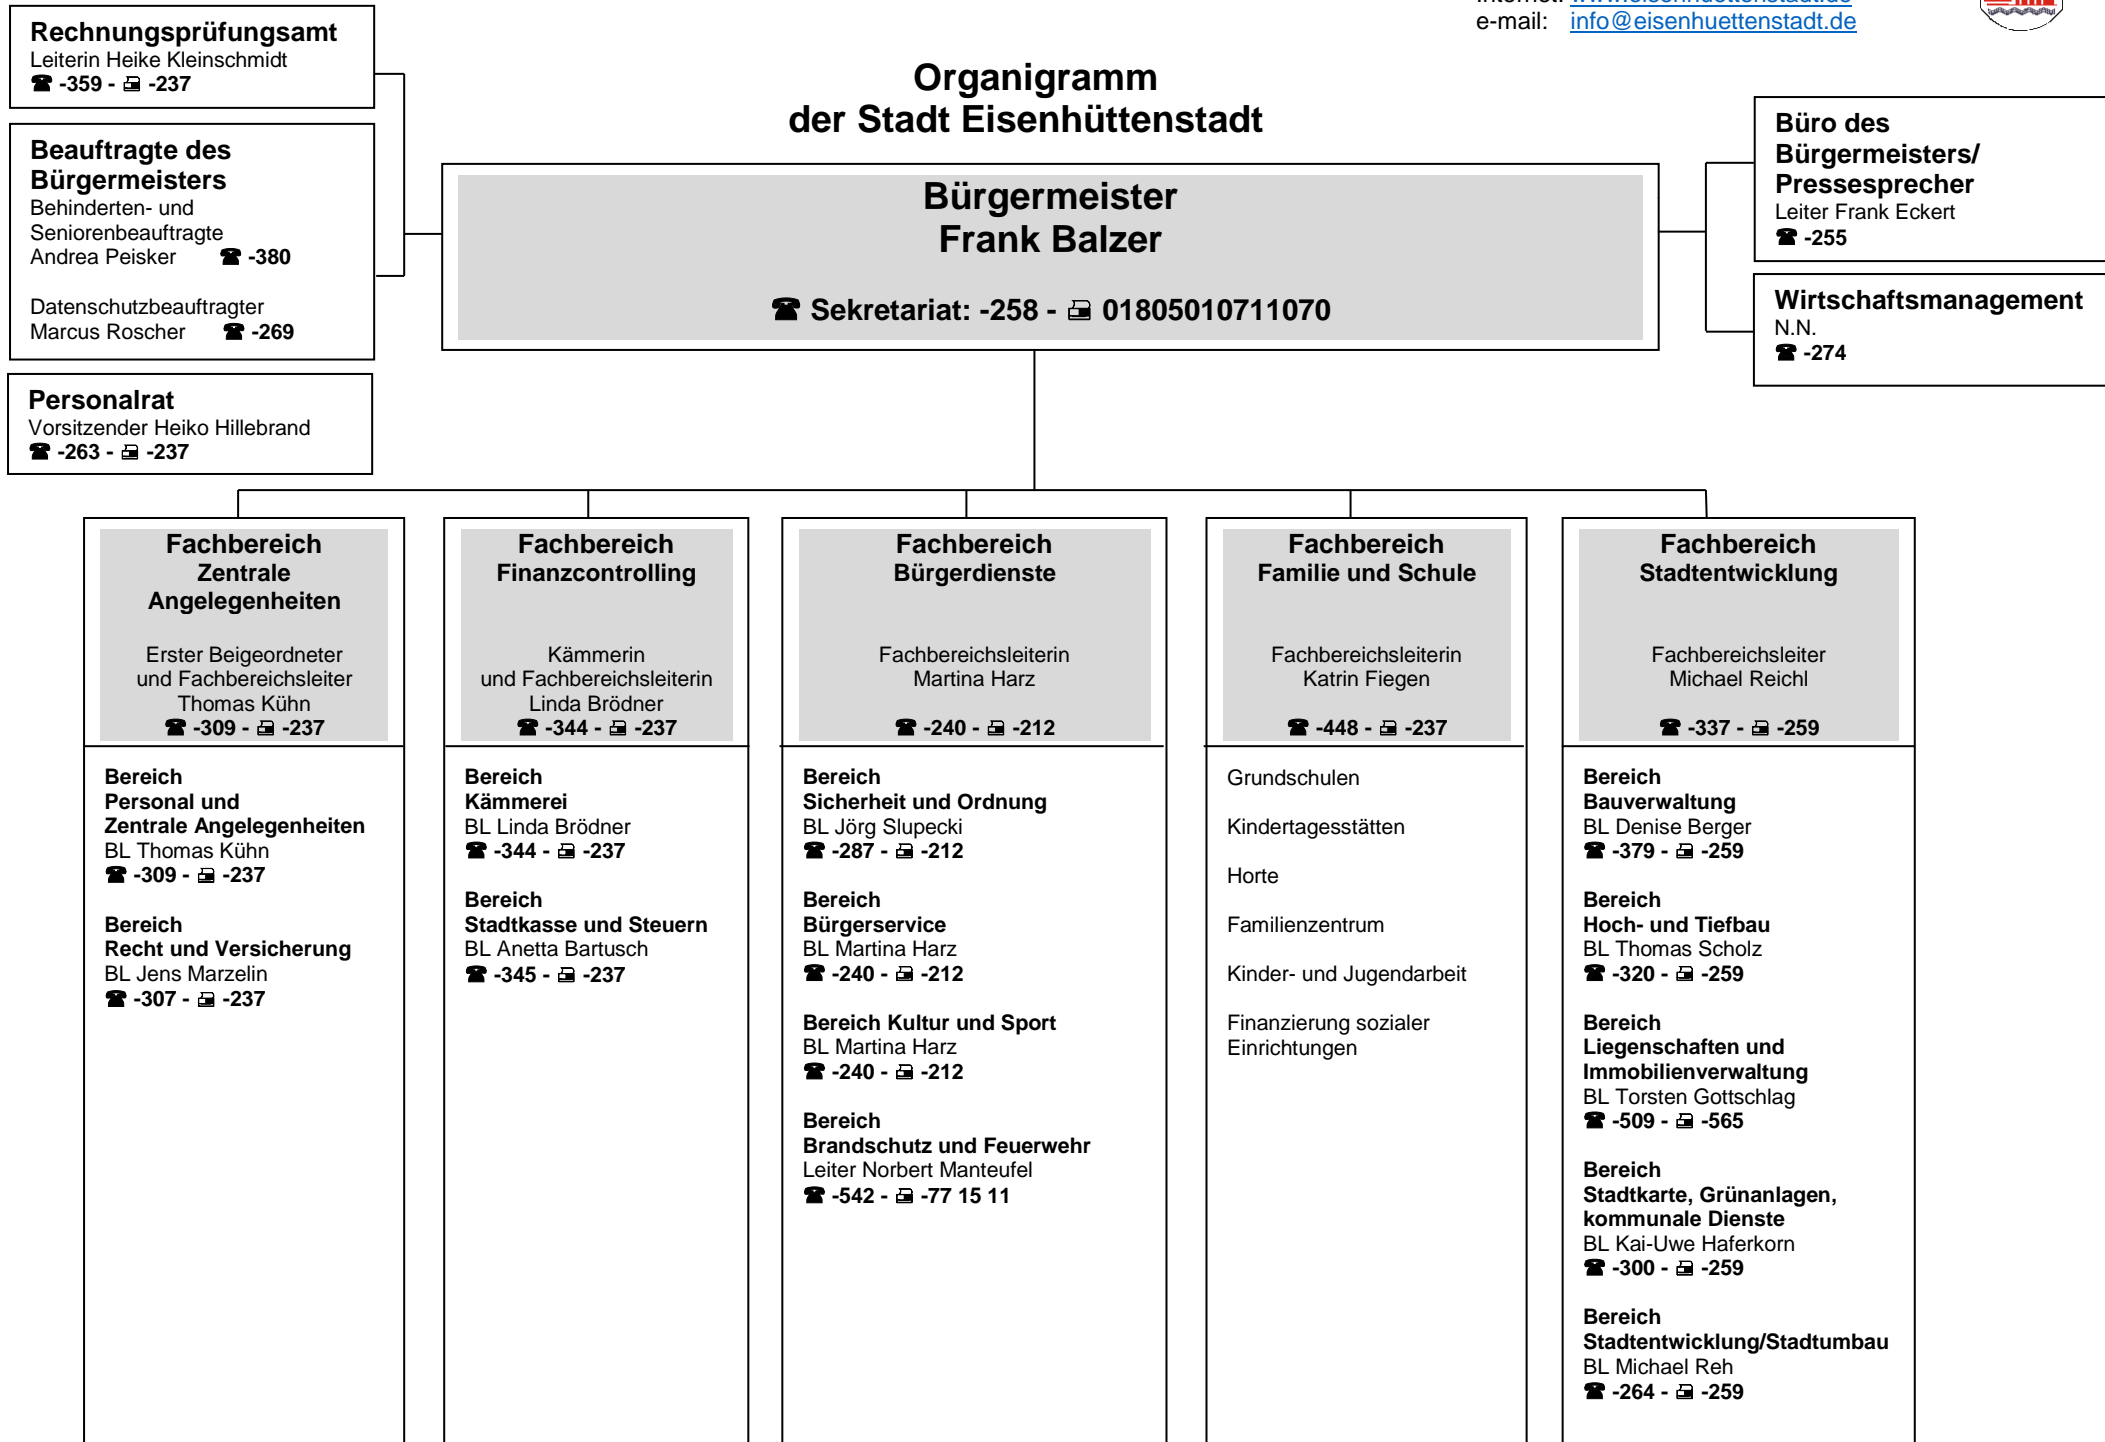 Internet: www.eisenhuettenstadt.de
e-mail: info@eisenhuettenstadt.de
Rechnungsprüfungsamt
Leiterin Heike Kleinschmidt
☎ -359 - 🖷 -237
Organigramm
der Stadt Eisenhüttenstadt
Beauftragte des
Bürgermeisters
Behinderten- und
Seniorenbeauftragte
Andrea Peisker ☎ -380
Datenschutzbeauftragter
Marcus Roscher ☎ -269
Bürgermeister
Frank Balzer
☎ Sekretariat: -258 - 🖷 01805010711070
Büro des
Bürgermeisters/
Pressesprecher
Leiter Frank Eckert
☎ -255
Wirtschaftsmanagement
N.N.
☎ -274
Personalrat
Vorsitzender Heiko Hillebrand
☎ -263 - 🖷 -237
Fachbereich
Zentrale
Angelegenheiten
Erster Beigeordneter
und Fachbereichsleiter
Thomas Kühn
☎ -309 - 🖷 -237
Bereich
Personal und
Zentrale Angelegenheiten
BL Thomas Kühn
☎ -309 - 🖷 -237
Bereich
Recht und Versicherung
BL Jens Marzelin
☎ -307 - 🖷 -237
Fachbereich
Finanzcontrolling
Kämmerin
und Fachbereichsleiterin
Linda Brödner
☎ -344 - 🖷 -237
Bereich
Kämmerei
BL Linda Brödner
☎ -344 - 🖷 -237
Bereich
Stadtkasse und Steuern
BL Anetta Bartusch
☎ -345 - 🖷 -237
Fachbereich
Bürgerdienste
Fachbereichsleiterin
Martina Harz
☎ -240 - 🖷 -212
Bereich
Sicherheit und Ordnung
BL Jörg Slupecki
☎ -287 - 🖷 -212
Bereich
Bürgerservice
BL Martina Harz
☎ -240 - 🖷 -212
Bereich Kultur und Sport
BL Martina Harz
☎ -240 - 🖷 -212
Bereich
Brandschutz und Feuerwehr
Leiter Norbert Manteufel
☎ -542 - 🖷 -77 15 11
Fachbereich
Familie und Schule
Fachbereichsleiterin
Katrin Fiegen
☎ -448 - 🖷 -237
Grundschulen
Kindertagesstätten
Horte
Familienzentrum
Kinder- und Jugendarbeit
Finanzierung sozialer
Einrichtungen
Fachbereich
Stadtentwicklung
Fachbereichsleiter
Michael Reichl
☎ -337 - 🖷 -259
Bereich
Bauverwaltung
BL Denise Berger
☎ -379 - 🖷 -259
Bereich
Hoch- und Tiefbau
BL Thomas Scholz
☎ -320 - 🖷 -259
Bereich
Liegenschaften und
Immobilienverwaltung
BL Torsten Gottschlag
☎ -509 - 🖷 -565
Bereich
Stadtkarte, Grünanlagen,
kommunale Dienste
BL Kai-Uwe Haferkorn
☎ -300 - 🖷 -259
Bereich
Stadtentwicklung/Stadtumbau
BL Michael Reh
☎ -264 - 🖷 -259